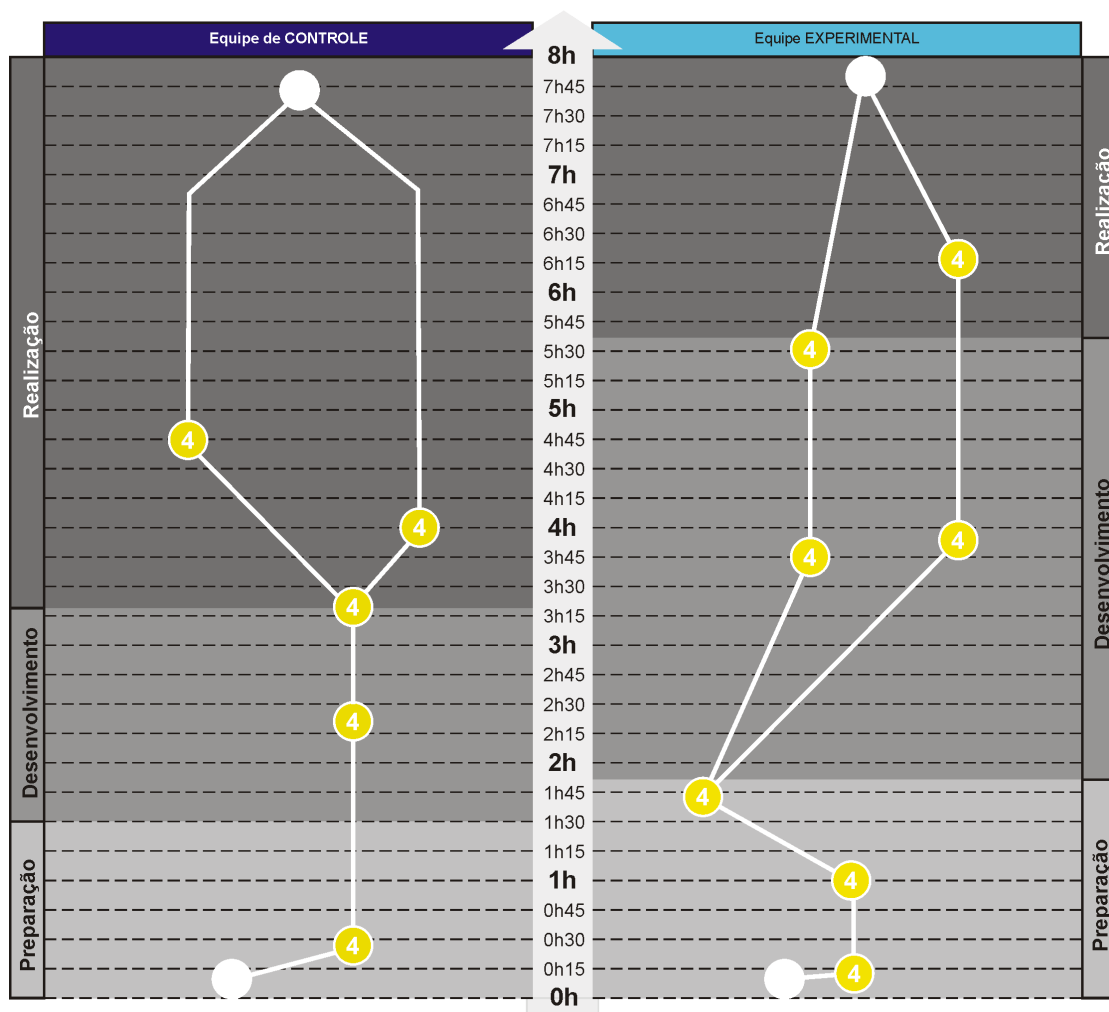 Equipe de CONTROLE
Equipe EXPERIMENTAL
8h
7h45
7h30
7h15
7h
6h45
6h30
6h15
6h
5h45
5h30
5h15
5h
4h45
4h30
4h15
4h
3h45
3h30
3h15
3h
2h45
2h30
2h15
2h
1h45
1h30
1h15
1h
0h45
0h30
0h15
0h
Realização
Desenvolvimento
Preparação
4
4
4
4
4
4
4
4
4
4
4
4
Realização
Desenvolvimento
Preparação